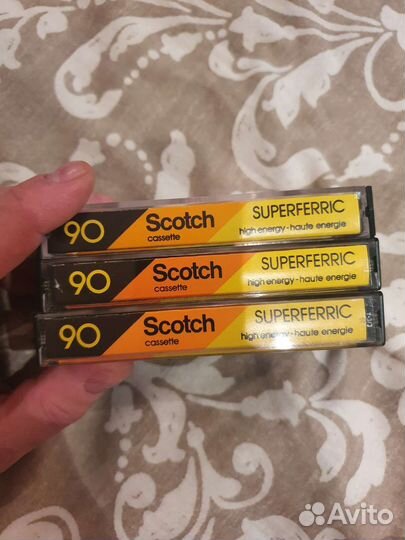 90 Scotch SUPERFERRIC
cassette high energy-haute energie
90 Scotch SUPERFERRIC
cassette high energy-haute energie
90 Scotch SUPERFERRIC
cassette high energy-haute energie
Avito